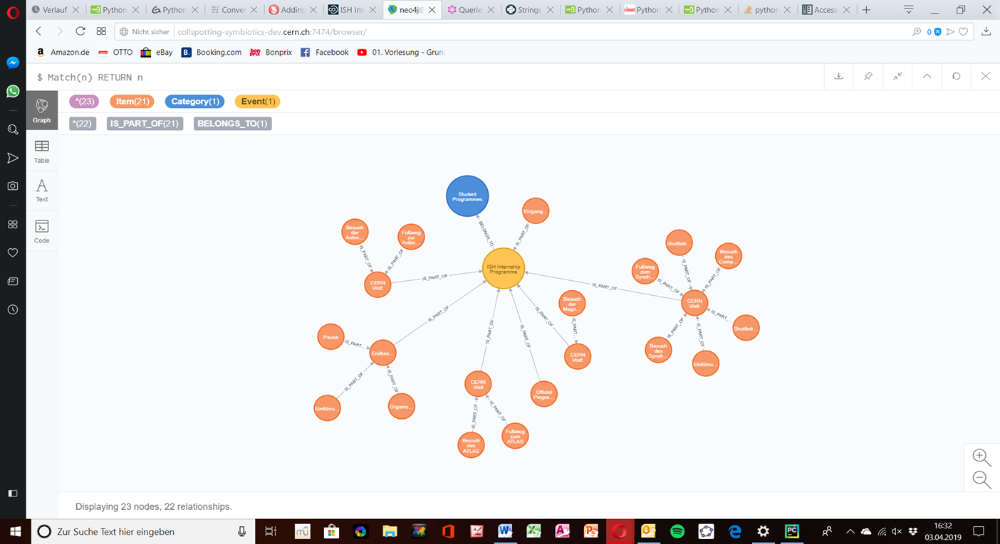 Verlauf
Python
Python
Conver
Adding
ISH Int
neo4j@
Querie
Strings
Python
Python
Python
python
Access
Nicht sicher
collspotting-symbiotics-dev.cern.ch:7474/browser/
0
Amazon.de
OTTO
eBay
Booking.com
Bonprix
Facebook
01. Vorlesung - Grund
$ Match(n) RETURN n
*(23)
Item(21)
Category(1)
Event(1)
*(22)
IS_PART_OF(21)
BELONGS_TO(1)
Graph
Table
Text
Code
Student
Programmes
Eingang...
BELONGS_TO
IS_PART_OF
Besuch
der
Antim...
Fußweg
zur
Antim...
IS_PART_OF
IS_PART_OF
CERN
Visit:
IS_PART_OF
ISH Internship
Programme
Shuttletr...
Besuch
des
Comp...
Fußweg
zum
Synch...
IS_PART_OF
IS_PART_OF
IS_PART_OF
IS_PART_OF
CERN
Visit:
IS_PART...
Shuttletr...
IS_PART_OF
IS_PART_OF
Besuch
des
Synch...
Einführu...
Besuch
der
Magn...
IS_PART...
IS_PART_OF
CERN
Visit:
IS_PART_OF
Pause
IS_PART...
Endbes...
IS_PART_OF
IS_PART_OF
Einführu...
Organis...
IS_PART_OF
IS_PART_OF
CERN
Visit
Official
Progra...
IS_PART_OF
IS_PART_OF
Besuch
des
ATLAS
Fußweg
zum
ATLAS
Displaying 23 nodes, 22 relationships.
Zur Suche Text hier eingeben
16:32
03.04.2019